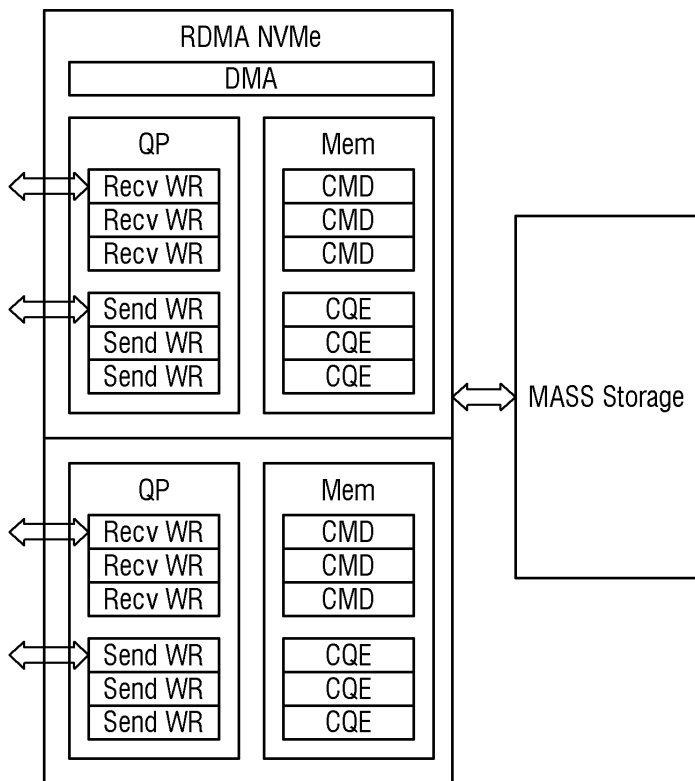 RDMA NVMe
DMA
QP
Recv WR
Recv WR
Recv WR
Send WR
Send WR
Send WR
Mem
CMD
CMD
CMD
CQE
CQE
CQE
QP
Recv WR
Recv WR
Recv WR
Send WR
Send WR
Send WR
Mem
CMD
CMD
CMD
CQE
CQE
CQE
MASS Storage